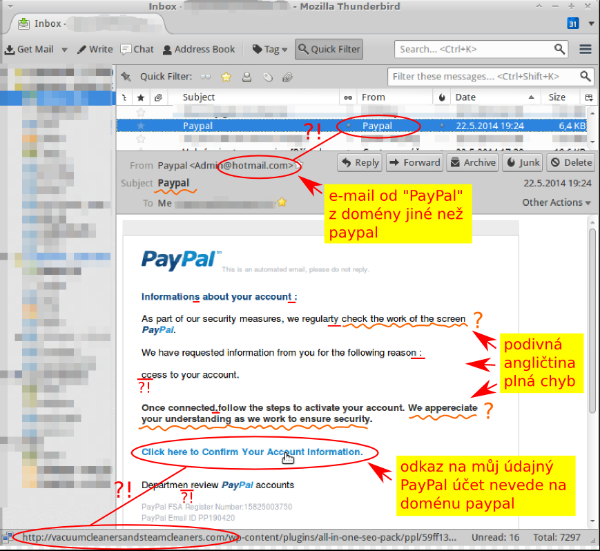 Inbox - - Mozilla Thunderbird
Inbox -
31
Get Mail Write Chat Address Book Tag Quick Filter Search... <Ctrl+K>
Quick Filter: Filter these messages... <Ctrl+Shift+K>
Subject From Date Size
Paypal Paypal 22.5.2014 19:24 6,4 KB
?!
From Paypal <Admin@hotmail.com> Reply Forward Archive Junk Delete
Subject Paypal 22.5.2014 19:24
To Me Other Actions
e-mail od "PayPal"
z domény jiné než
paypal
PayPal™ This is an automated email, please do not reply.
Informations about your account :
As part of our security measures, we regularty check the work of the screen ?
PayPal.
We have requested information from you for the following reason :
podivná
angličtina
plná chyb
ccess to your account.
?!
Once connected,follow the steps to activate your account. We appreciate ?
your understanding as we work to ensure security.
Click here to Confirm Your Account Information.
odkaz na můj údajný
PayPal účet nevede na
doménu paypal
?!
Departmen review PayPal accounts
?!
PayPal FSA Register Number:15825003750
PayPal Email ID PP190420
http://vacuumcleanersandsteamcleaners.com/wp-content/plugins/all-in-one-seo-pack/ppl/59ff13... Unread: 16 Total: 7297